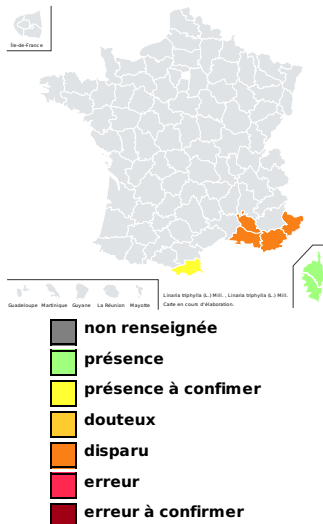 Île-de-France
Guadeloupe Martinique Guyane La Réunion Mayotte
Linaria triphylla (L.) Mill. , Linaria triphylla (L.) Mill.
Carte en cours d'élaboration.
non renseignée
présence
présence à confimer
douteux
disparu
erreur
erreur à confirmer